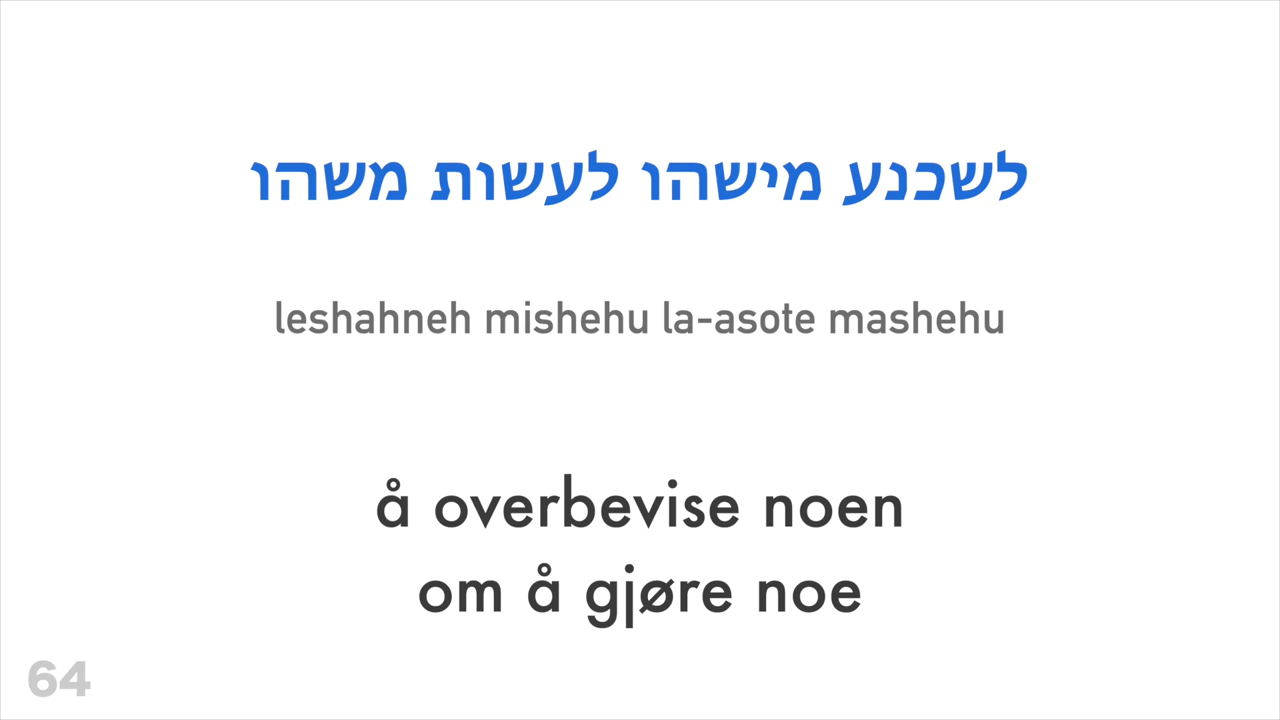 לשכנע מישהו לעשות משהו
leshahneh mishehu la-asote mashehu
å overbevise noen
om å gjøre noe
64